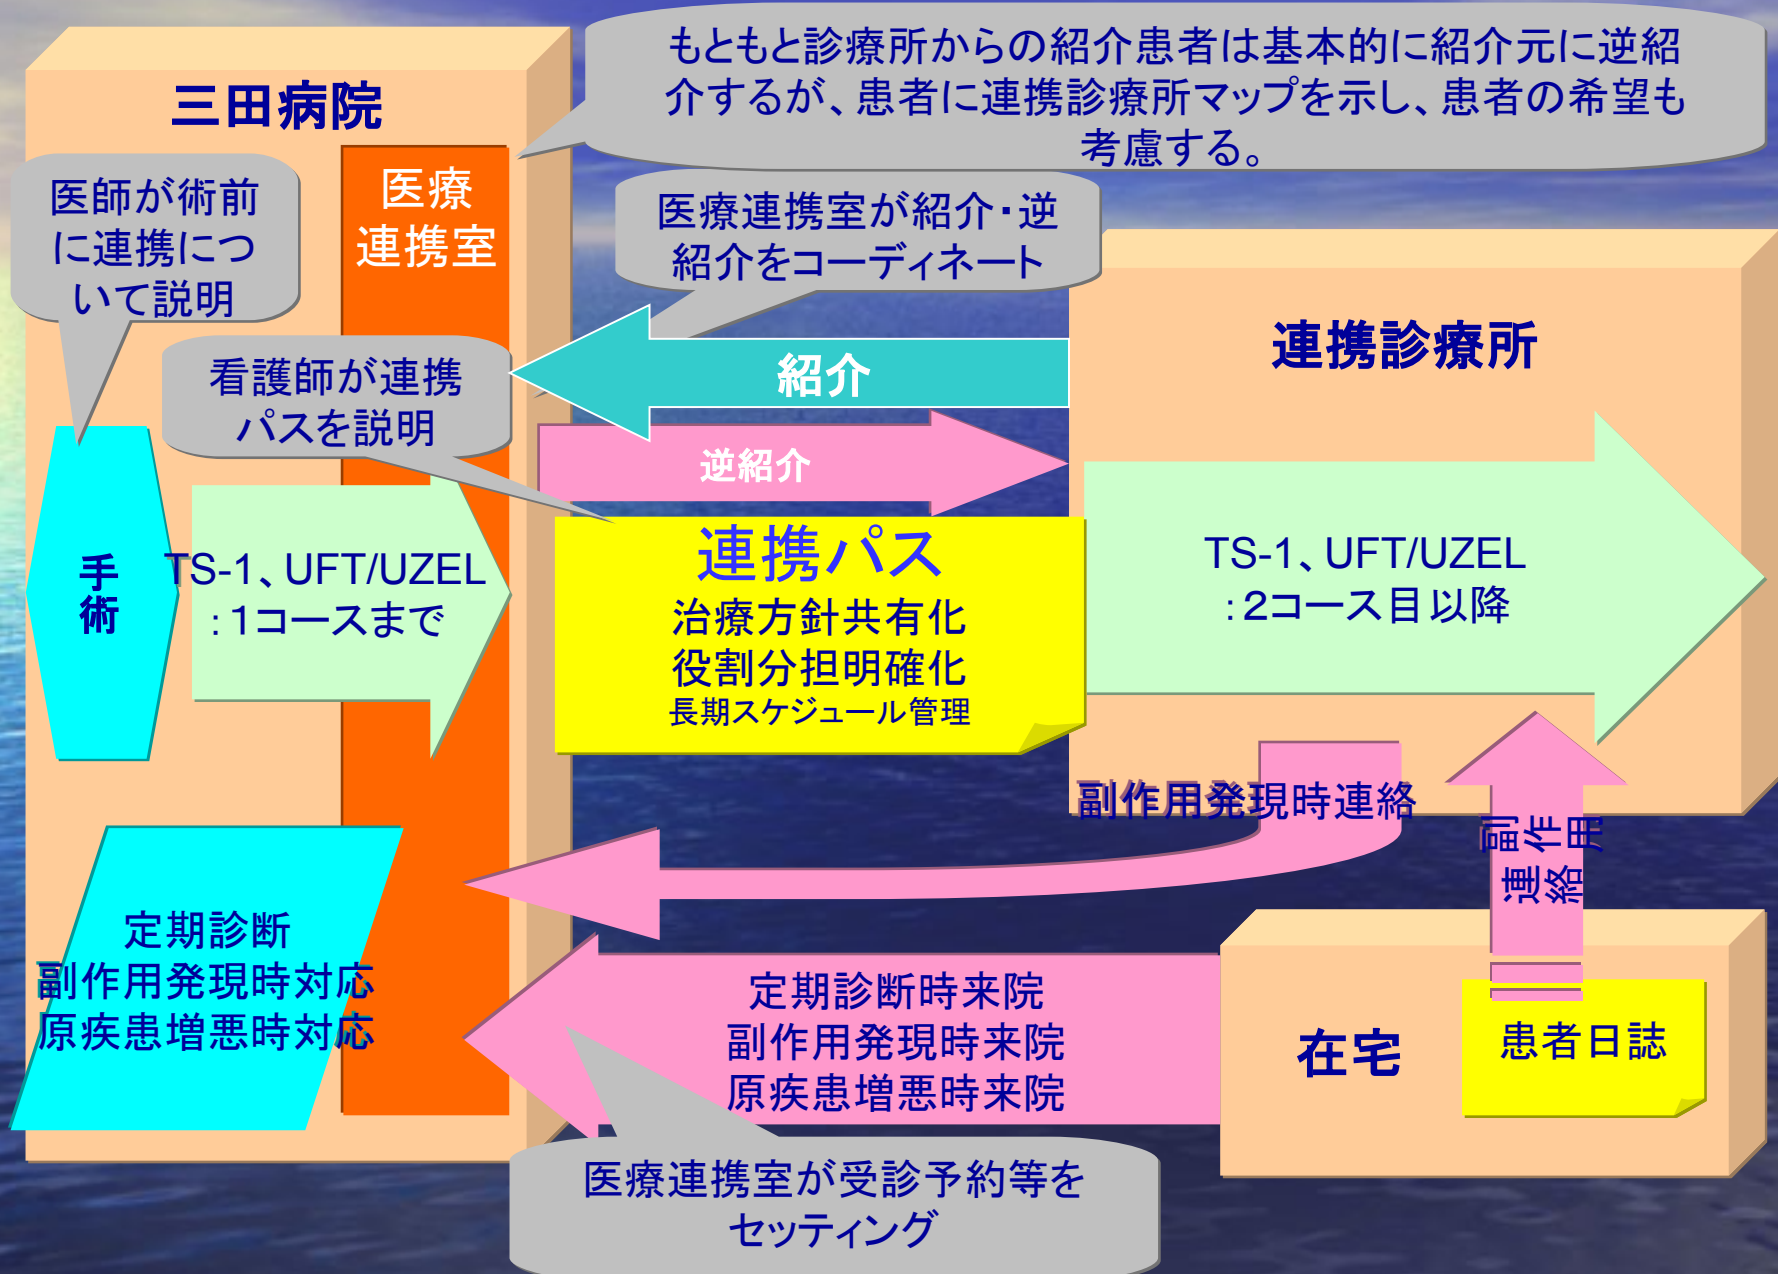 もともと診療所からの紹介患者は基本的に紹介元に逆紹
介するが、患者に連携診療所マップを示し、患者の希望も
考慮する。
三田病院
医療
連携室
医師が術前
に連携につ
いて説明
医療連携室が紹介・逆
紹介をコーディネート
連携診療所
看護師が連携
パスを説明
紹介
逆紹介
手術
TS-1、UFT/UZEL
:1コースまで
連携パス
治療方針共有化
役割分担明確化
長期スケジュール管理
TS-1、UFT/UZEL
:2コース目以降
副作用発現時連絡
副作用
連絡
定期診断
副作用発現時対応
原疾患増悪時対応
定期診断時来院
副作用発現時来院
原疾患増悪時来院
在宅
患者日誌
医療連携室が受診予約等を
セッティング